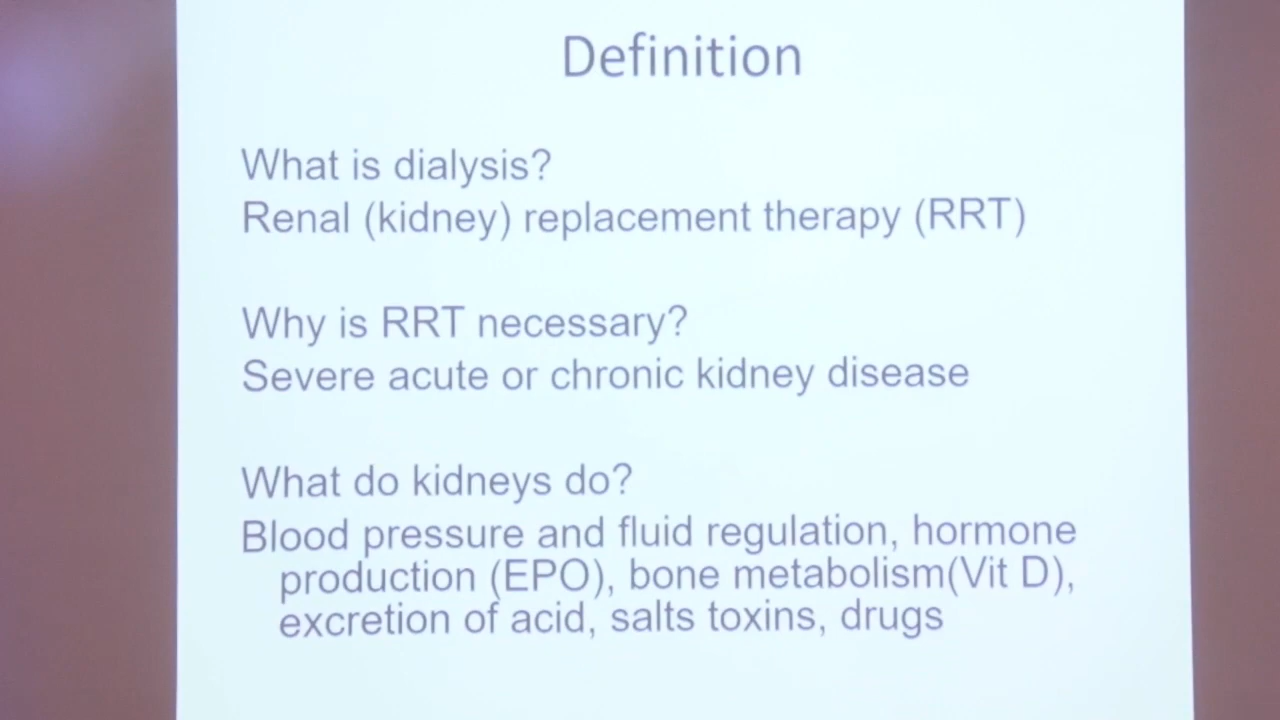 Definition
What is dialysis?
Renal (kidney) replacement therapy (RRT)
Why is RRT necessary?
Severe acute or chronic kidney disease
What do kidneys do?
Blood pressure and fluid regulation, hormone
production (EPO), bone metabolism(Vit D),
excretion of acid, salts toxins, drugs